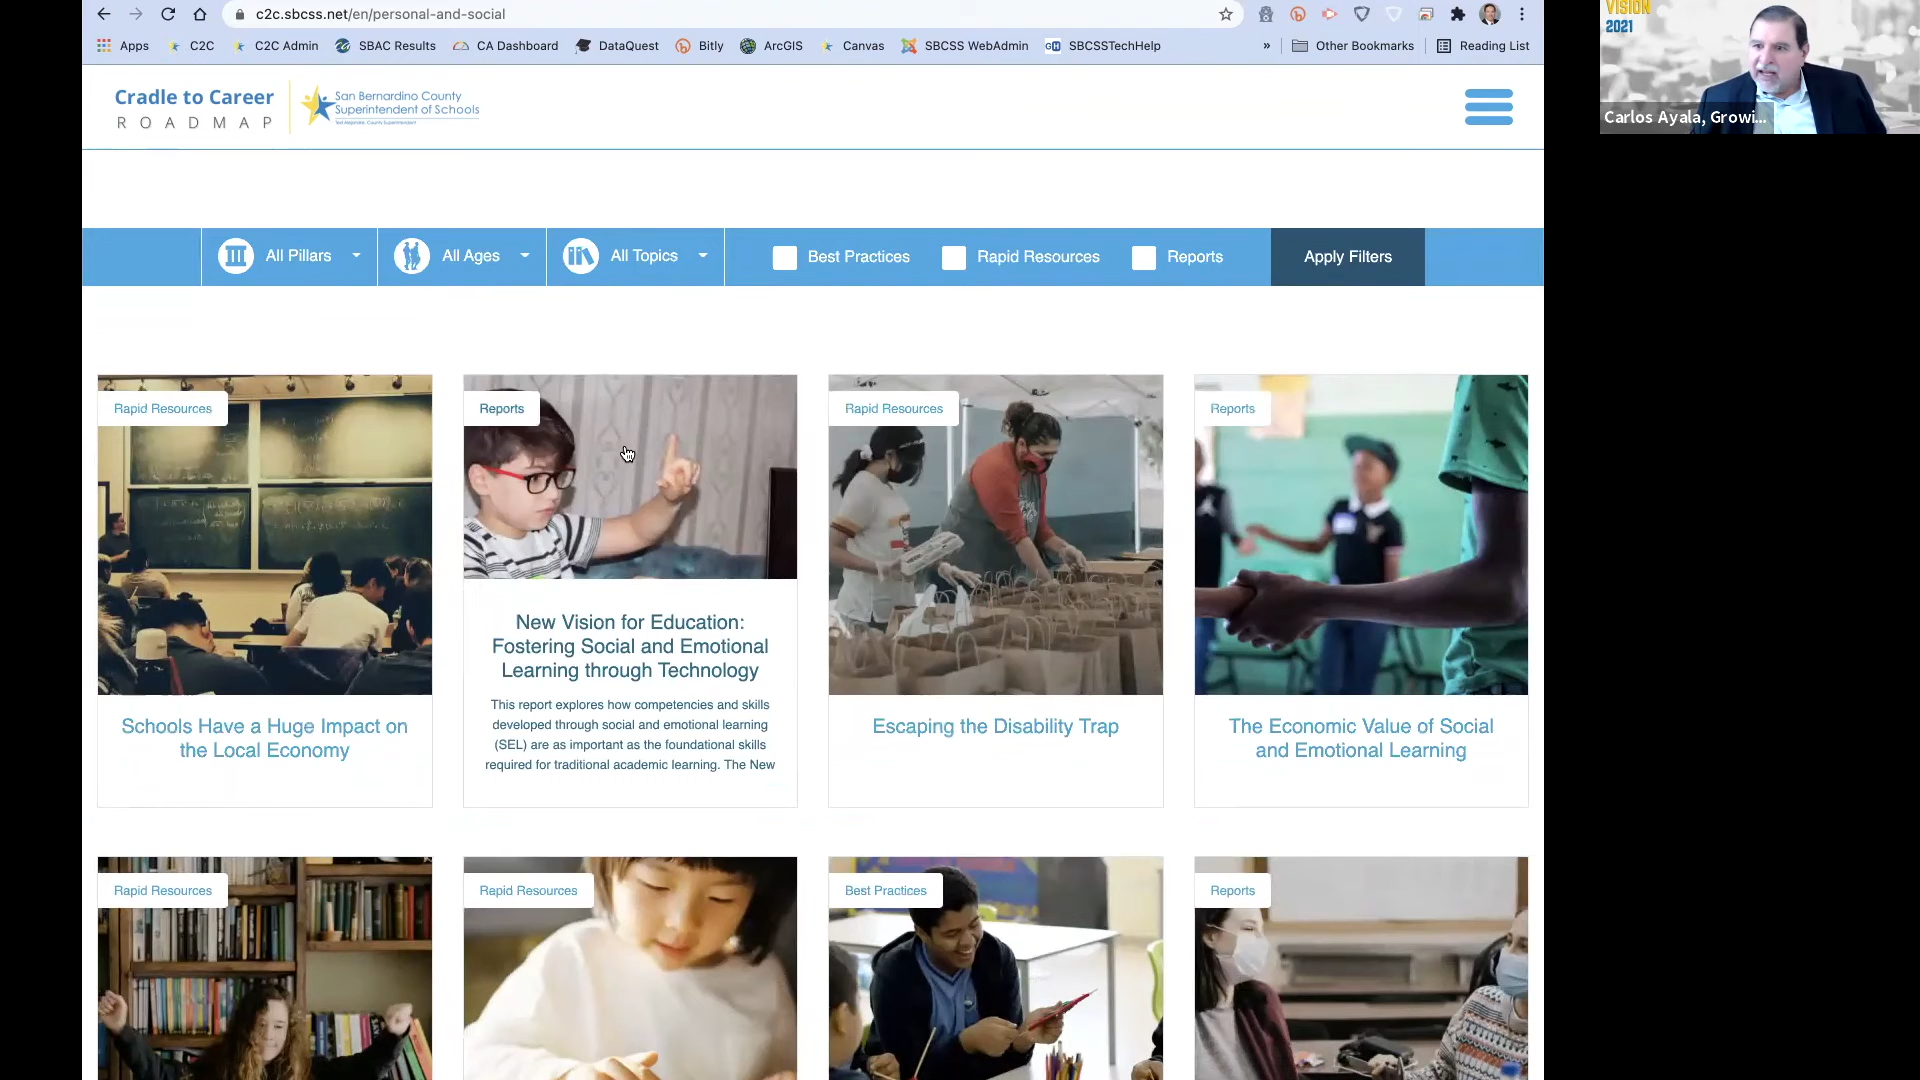 c2c.sbcss.net/en/personal-and-social
Apps
C2C
C2C Admin
SBAC Results
CA Dashboard
DataQuest
Bitly
ArcGIS
Canvas
SBCSS WebAdmin
SBCSSTechHelp
»
Other Bookmarks
Reading List
VISION
2021
Carlos Ayala, Growi...
Cradle to Career
ROADMAP
San Bernardino County
Superintendent of Schools
Ted Alejandre, County Superintendent
All Pillars
All Ages
All Topics
Best Practices
Rapid Resources
Reports
Apply Filters
Rapid Resources
Schools Have a Huge Impact on
the Local Economy
Reports
New Vision for Education:
Fostering Social and Emotional
Learning through Technology
This report explores how competencies and skills
developed through social and emotional learning
(SEL) are as important as the foundational skills
required for traditional academic learning. The New
Rapid Resources
Escaping the Disability Trap
Reports
The Economic Value of Social
and Emotional Learning
Rapid Resources
Rapid Resources
Best Practices
Reports